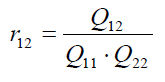 r₁₂ = Q₁₂ / (Q₁₁ · Q₂₂)